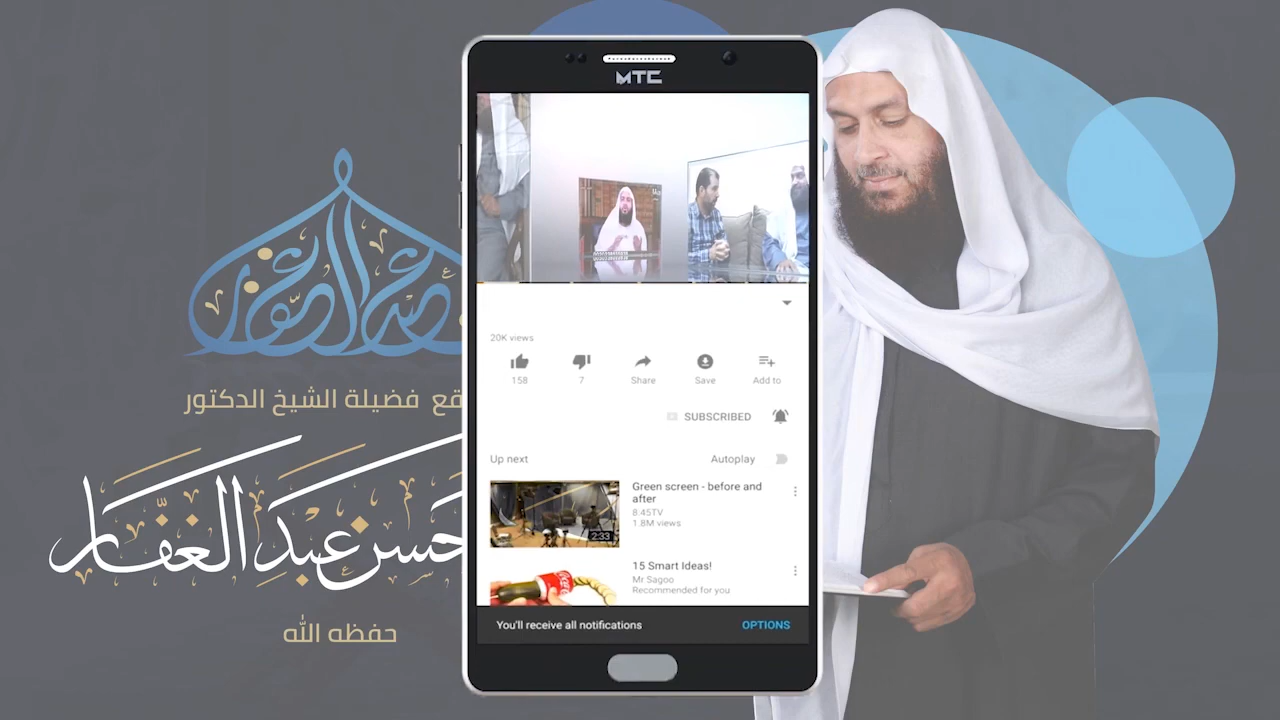 قع فضيلة الشيخ الدكتور
حسن عبد الغفار
حفظه الله
MTC
20K views
158
7
Share
Save
Add to
SUBSCRIBED
Up next
Autoplay
Green screen - before and
after
8:45TV
1.8M views
2:33
15 Smart Ideas!
Mr Sagoo
Recommended for you
You'll receive all notifications
OPTIONS